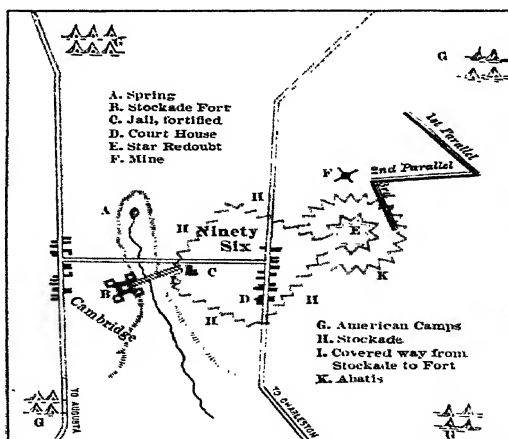 G
G
A. Spring
B. Stockade Fort
C. Jail, fortified
D. Court House
E. Star Redoubt
F. Mine
1st Parallel
2nd Parallel
3rd
F
H
A
H
Ninety
Six
E
C
K
B
D
H
H
Cambridge
G. American Camps
H. Stockade
I. Covered way from
Stockade to Fort
K. Abatis
G
TO AUGUSTA
TO CHARLESTON
G